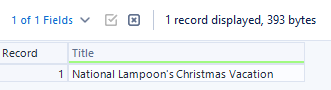 1 of 1 Fields 1 record displayed, 393 bytes
Record Title
1 National Lampoon's Christmas Vacation